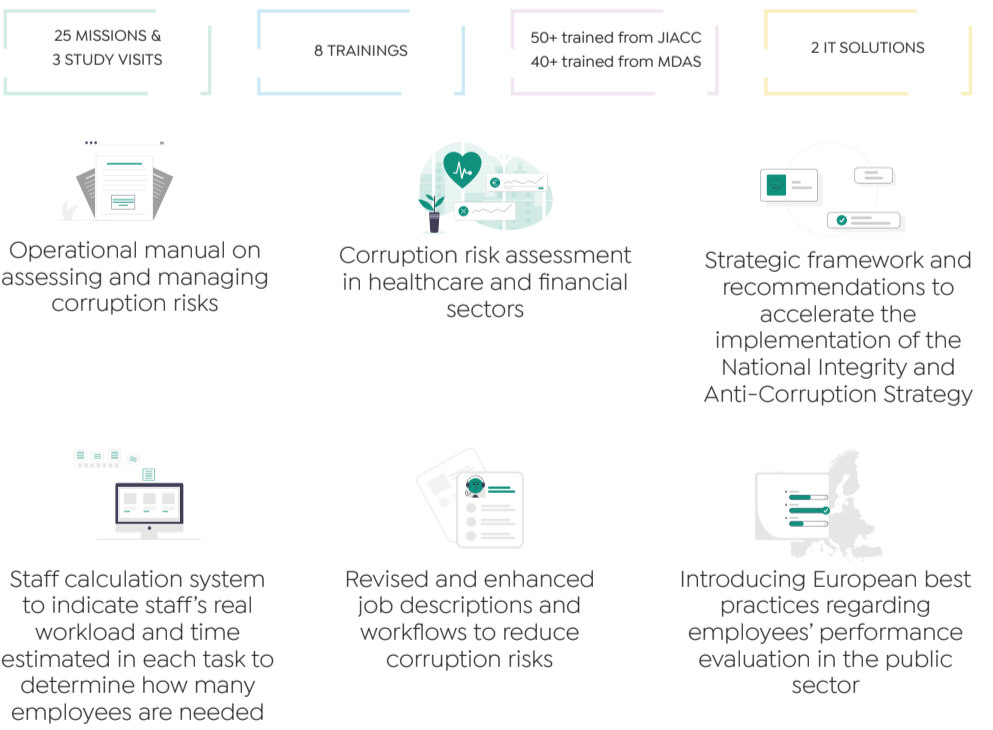 25 MISSIONS &
3 STUDY VISITS
8 TRAININGS
50+ trained from JIACC
40+ trained from MDAS
2 IT SOLUTIONS
Operational manual on
assessing and managing
corruption risks
Corruption risk assessment
in healthcare and financial
sectors
Strategic framework and
recommendations to
accelerate the
implementation of the
National Integrity and
Anti-Corruption Strategy
Staff calculation system
to indicate staff's real
workload and time
estimated in each task to
determine how many
employees are needed
Revised and enhanced
job descriptions and
workflows to reduce
corruption risks
Introducing European best
practices regarding
employees' performance
evaluation in the public
sector